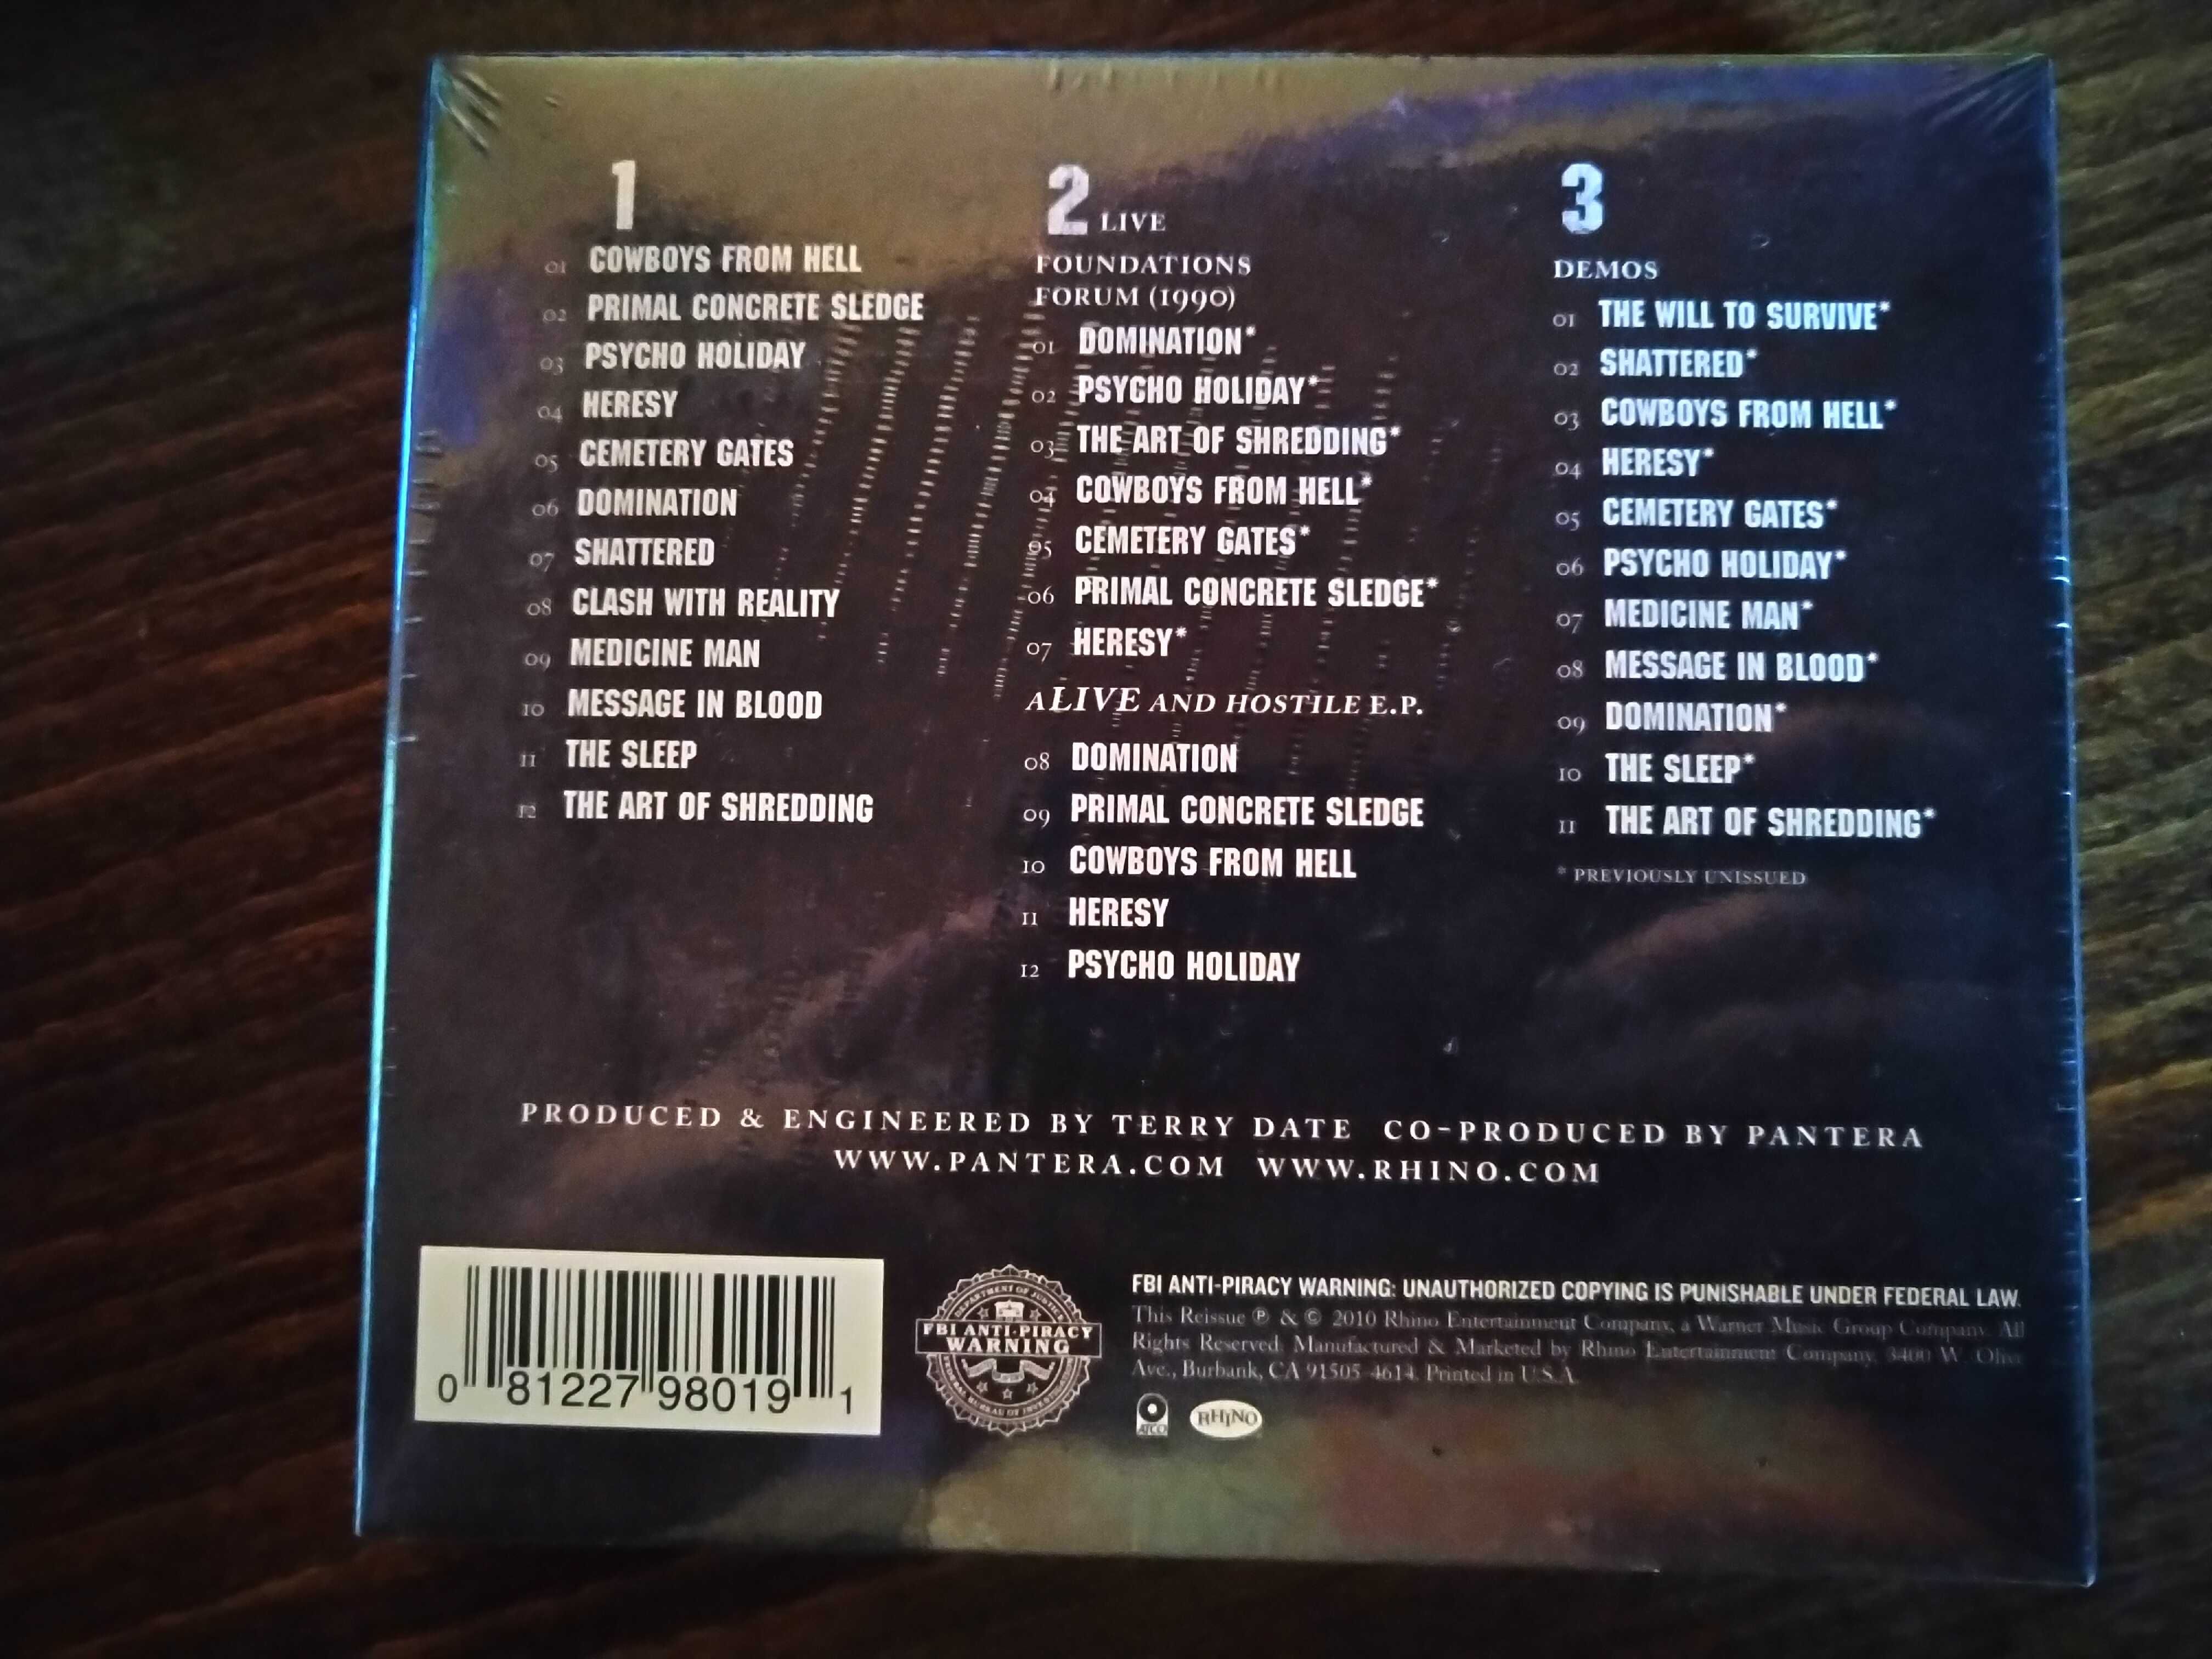 1
01 COWBOYS FROM HELL
02 PRIMAL CONCRETE SLEDGE
03 PSYCHO HOLIDAY
04 HERESY
05 CEMETERY GATES
06 DOMINATION
07 SHATTERED
08 CLASH WITH REALITY
09 MEDICINE MAN
10 MESSAGE IN BLOOD
11 THE SLEEP
12 THE ART OF SHREDDING
2 LIVE
FOUNDATIONS
FORUM (1990)
01 DOMINATION*
02 PSYCHO HOLIDAY*
03 THE ART OF SHREDDING*
04 COWBOYS FROM HELL*
05 CEMETERY GATES*
06 PRIMAL CONCRETE SLEDGE*
07 HERESY*
ALIVE AND HOSTILE E.P.
08 DOMINATION
09 PRIMAL CONCRETE SLEDGE
10 COWBOYS FROM HELL
11 HERESY
12 PSYCHO HOLIDAY
3
DEMOS
01 THE WILL TO SURVIVE*
02 SHATTERED*
03 COWBOYS FROM HELL*
04 HERESY*
05 CEMETERY GATES*
06 PSYCHO HOLIDAY*
07 MEDICINE MAN*
08 MESSAGE IN BLOOD*
09 DOMINATION*
10 THE SLEEP*
11 THE ART OF SHREDDING*
* PREVIOUSLY UNISSUED
PRODUCED & ENGINEERED BY TERRY DATE CO-PRODUCED BY PANTERA
WWW.PANTERA.COM WWW.RHINO.COM
0 81227 98019 1
DEPARTMENT OF JUSTICE
FBI ANTI-PIRACY
WARNING
FEDERAL BUREAU OF INVESTIGATION
FBI ANTI-PIRACY WARNING: UNAUTHORIZED COPYING IS PUNISHABLE UNDER FEDERAL LAW.
This Reissue ℗ & © 2010 Rhino Entertainment Company, a Warner Music Group Company. All
Rights Reserved. Manufactured & Marketed by Rhino Entertainment Company, 3400 W. Olive
Ave., Burbank, CA 91505-4614. Printed in U.S.A.
ATCO
RHINO